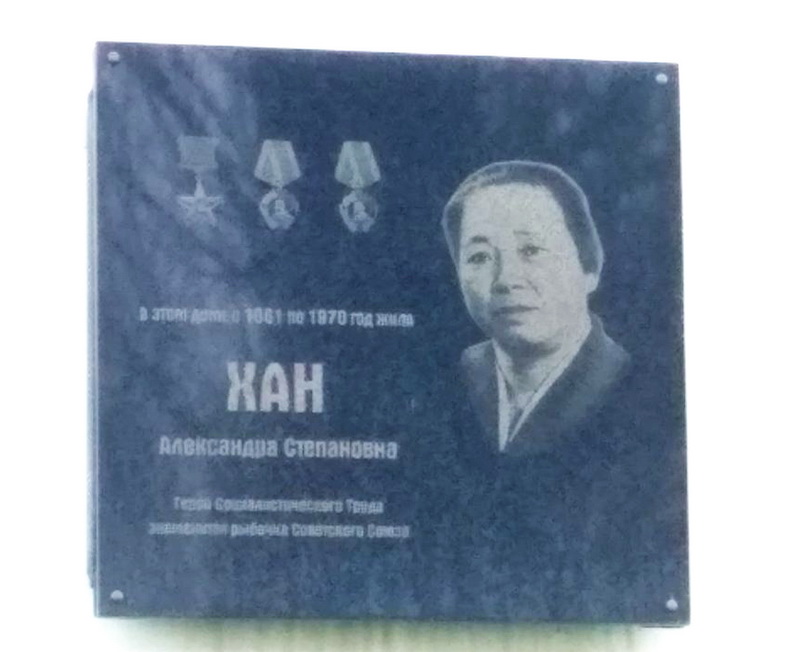 В этом доме с 1961 по 1970 год жила
ХАН
Александра Степановна
Герой Социалистического Труда
знаменитая рыбачка Советского Союза